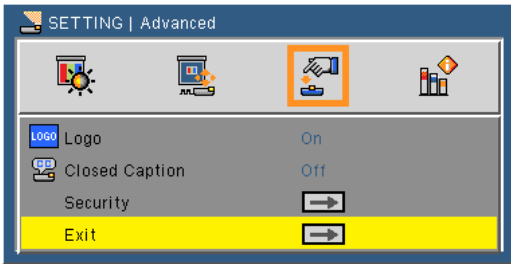 SETTING | Advanced
LOGO Logo On
Closed Caption Off
Security
Exit